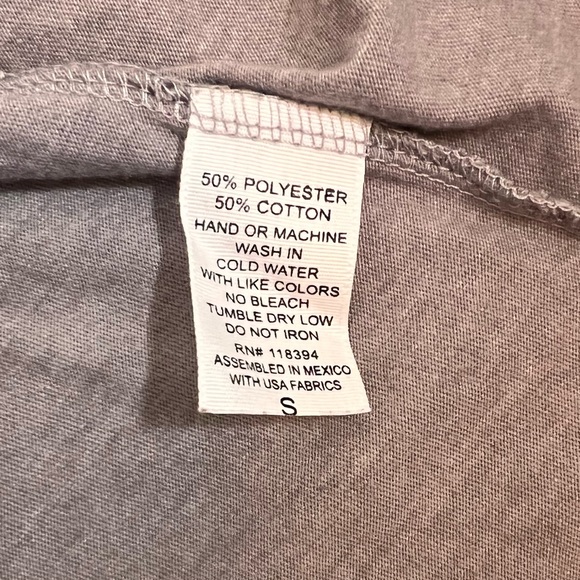 50% POLYESTER
50% COTTON
HAND OR MACHINE
WASH IN
COLD WATER
WITH LIKE COLORS
NO BLEACH
TUMBLE DRY LOW
DO NOT IRON
RN# 118394
ASSEMBLED IN MEXICO
WITH USA FABRICS
S